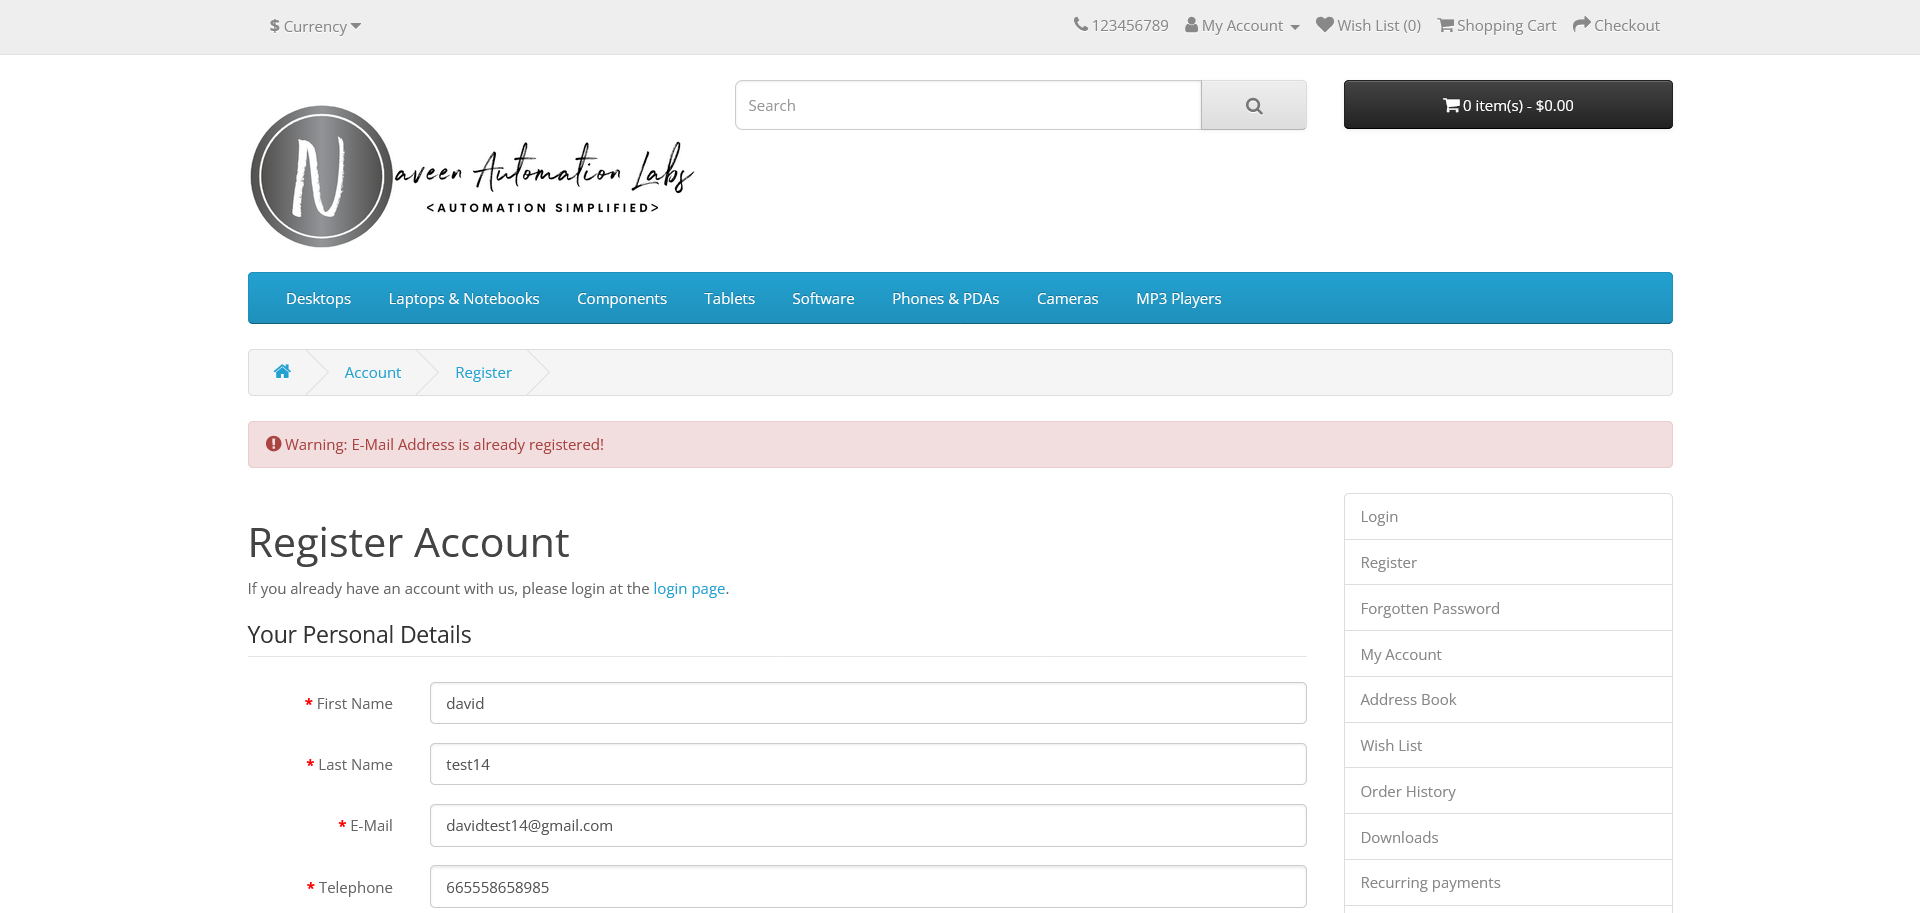 $ Currency
123456789 My Account Wish List (0) Shopping Cart Checkout
Search
0 item(s) - $0.00
Naveen Automation Labs
<AUTOMATION SIMPLIFIED>
Desktops Laptops & Notebooks Components Tablets Software Phones & PDAs Cameras MP3 Players
Account Register
Warning: E-Mail Address is already registered!
Register Account
If you already have an account with us, please login at the login page.
Your Personal Details
* First Name david
* Last Name test14
* E-Mail davidtest14@gmail.com
* Telephone 665558658985
Login
Register
Forgotten Password
My Account
Address Book
Wish List
Order History
Downloads
Recurring payments